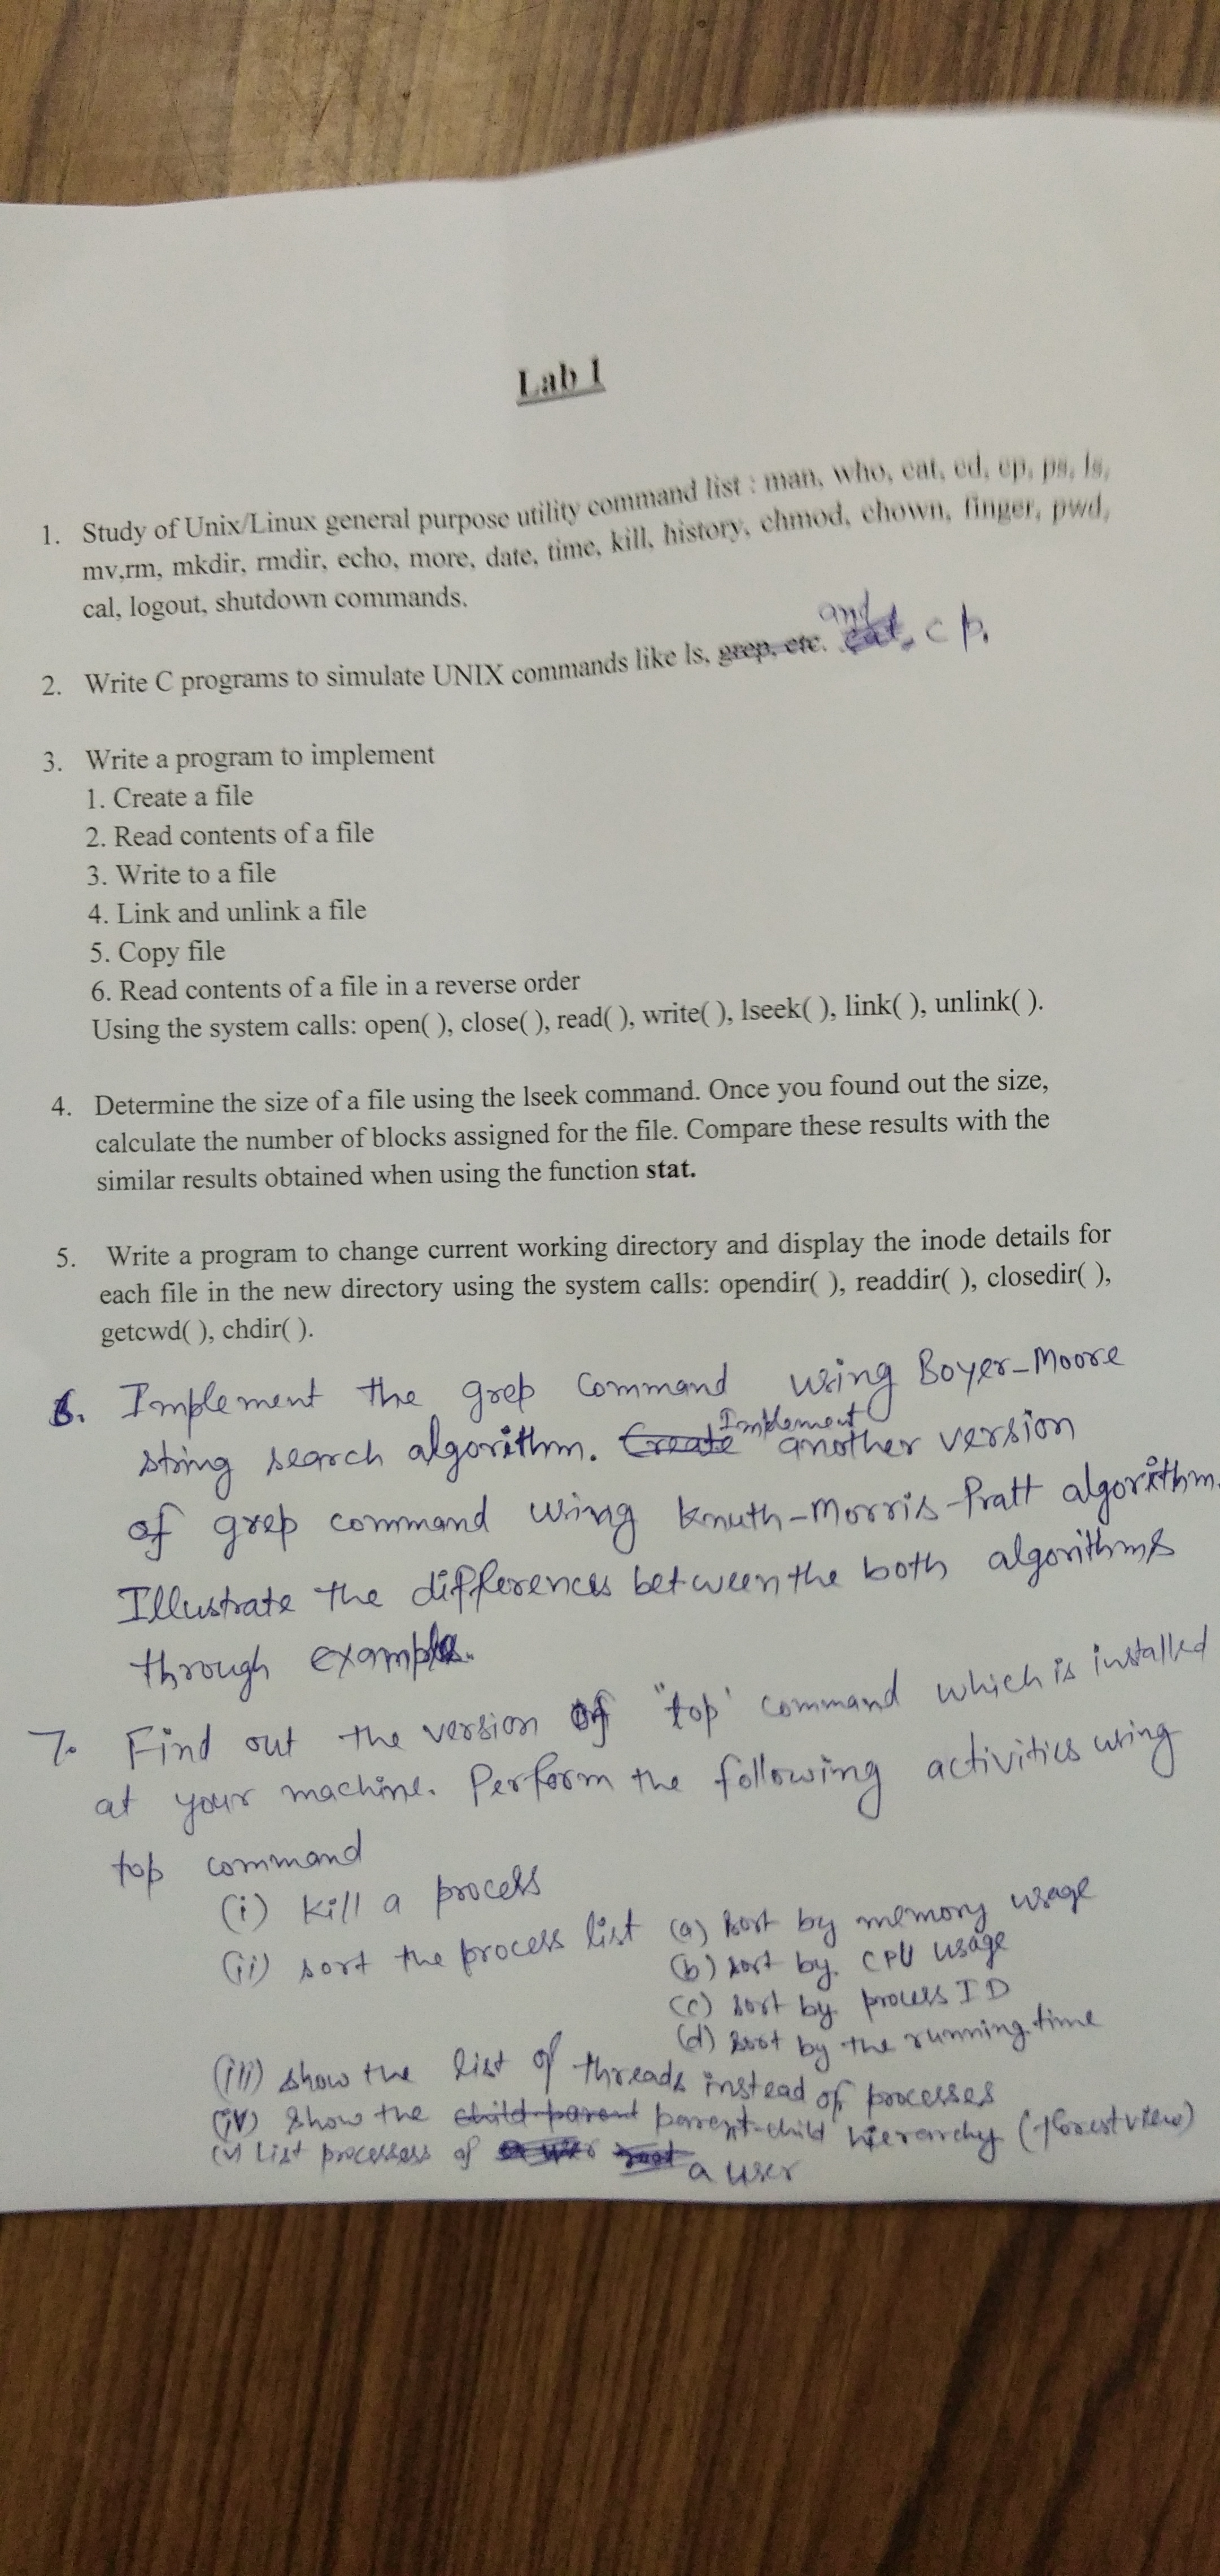 Lab 1
1. Study of Unix/Linux general purpose utility command list : man, who, cat, cd, cp, ps, ls,
mv,rm, mkdir, rmdir, echo, more, date, time, kill, history, chmod, chown, finger, pwd,
cal, logout, shutdown commands.
2. Write C programs to simulate UNIX commands like ls, grep, etc. and cat, cp.
3. Write a program to implement
1. Create a file
2. Read contents of a file
3. Write to a file
4. Link and unlink a file
5. Copy file
6. Read contents of a file in a reverse order
Using the system calls: open( ), close( ), read( ), write( ), lseek( ), link( ), unlink( ).
4. Determine the size of a file using the lseek command. Once you found out the size,
calculate the number of blocks assigned for the file. Compare these results with the
similar results obtained when using the function stat.
5. Write a program to change current working directory and display the inode details for
each file in the new directory using the system calls: opendir( ), readdir( ), closedir( ),
getcwd( ), chdir( ).
6. Implement the grep command using Boyer-Moore
string search algorithm. Create Implement another version
of grep command using Knuth-Morris-Pratt algorithm.
Illustrate the differences between the both algorithms
through example.
7. Find out the version of "top" command which is installed
at your machine. Perform the following activities using
top command
(i) kill a process
(ii) sort the process list (a) sort by memory usage
(b) sort by CPU usage
(c) sort by process ID
(d) sort by the running time
(iii) show the list of threads instead of processes
(iv) show the child-parent parent-child hierarchy (forest view)
(v) List processes of a user